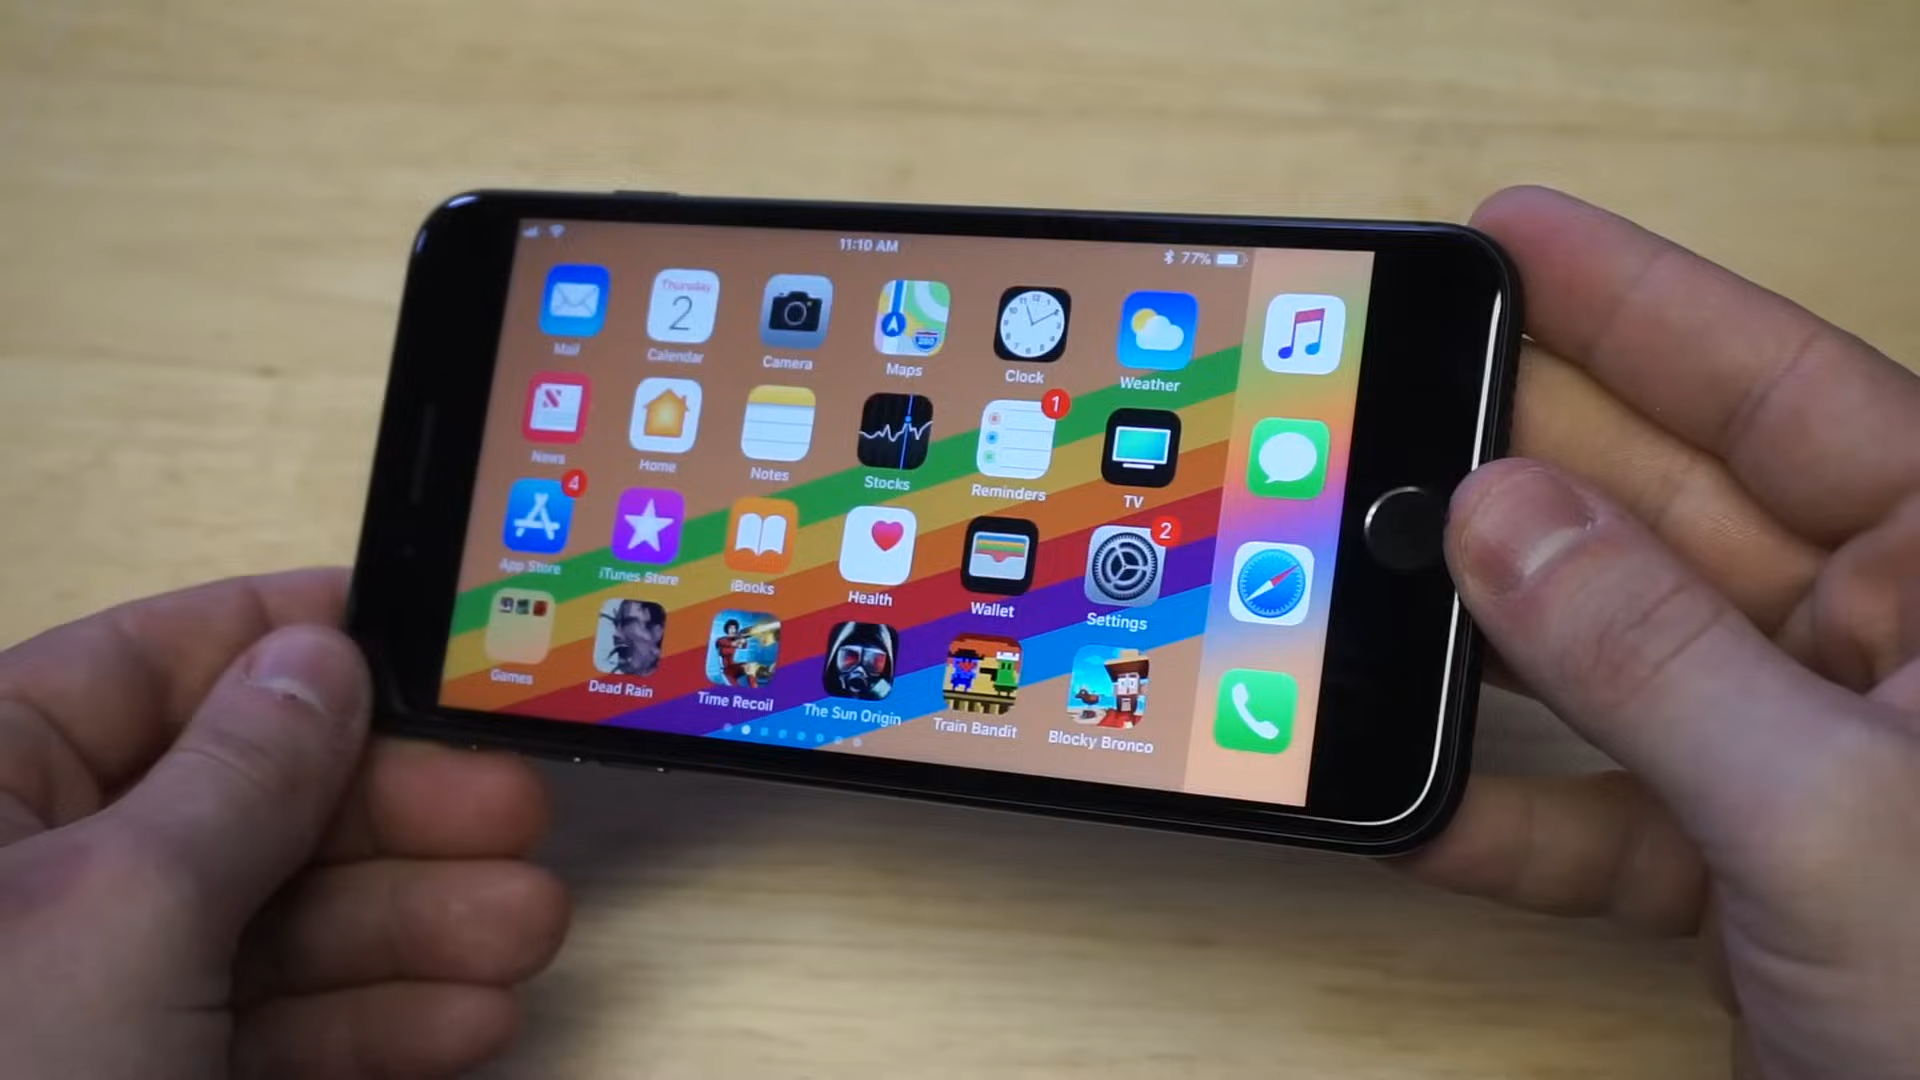 11:10 AM
77%
Thursday
2
280
Mail
Calendar
Camera
Maps
Clock
Weather
1
News
Home
Notes
Stocks
Reminders
TV
4
2
App Store
iTunes Store
iBooks
Health
Wallet
Settings
Games
Dead Rain
Time Recoil
The Sun Origin
Train Bandit
Blocky Bronco